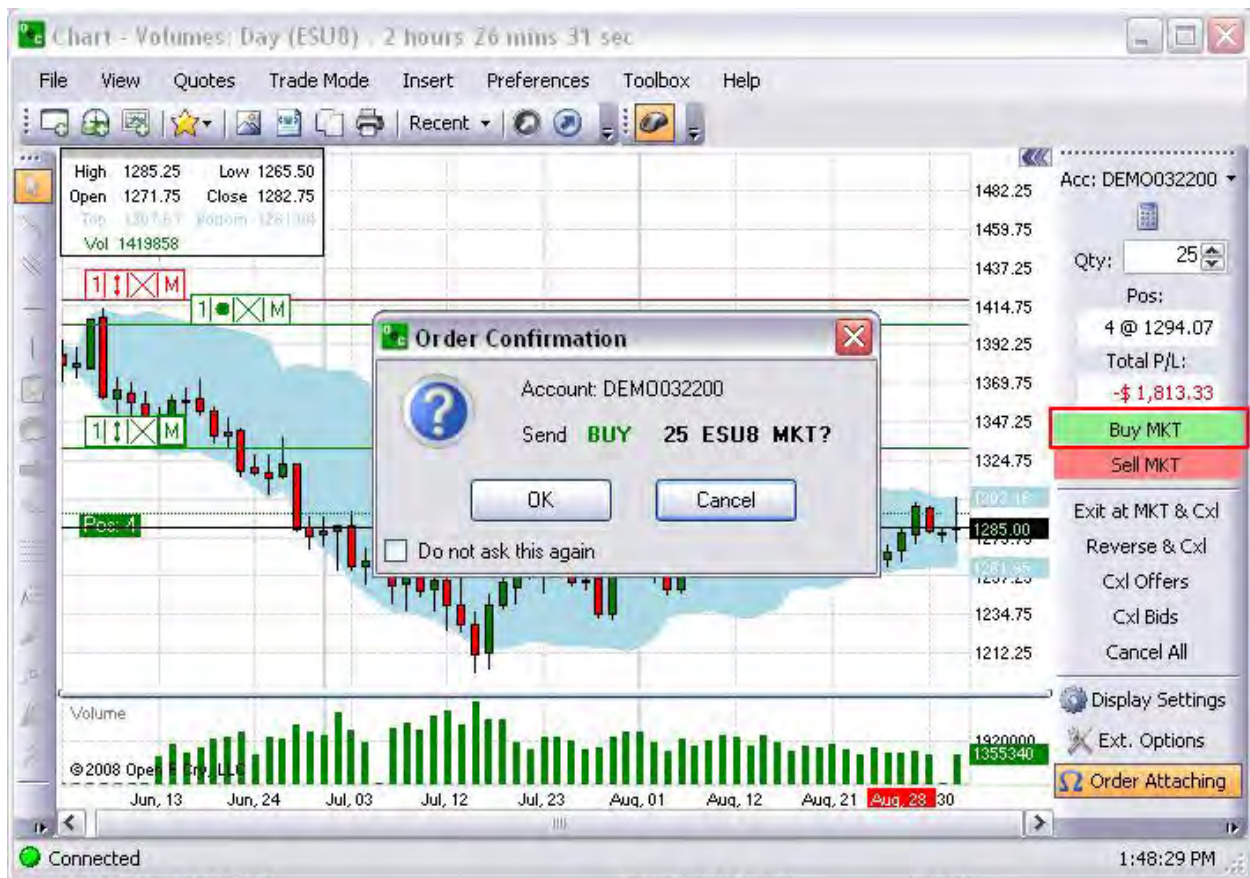 Chart - Volumes: Day (ESU8) . 2 hours 26 mins 31 sec
File View Quotes Trade Mode Insert Preferences Toolbox Help
Recent
High 1285.25 Low 1265.50
Open 1271.75 Close 1282.75
Vol 1419858
1 M
1 M
1 M
Pos: 4
1482.25
1459.75
1437.25
1414.75
1392.25
1369.75
1347.25
1324.75
1285.00
1234.75
1212.25
Order Confirmation
Account: DEMO032200
Send BUY 25 ESU8 MKT?
OK Cancel
Do not ask this again
Acc: DEMO032200
Qty: 25
Pos:
4 @ 1294.07
Total P/L:
-$ 1,813.33
Buy MKT
Sell MKT
Exit at MKT & Cxl
Reverse & Cxl
Cxl Offers
Cxl Bids
Cancel All
Display Settings
Ext. Options
Order Attaching
Volume
1920000
1355340
©2008 Open E Cry, LLC
Jun, 13 Jun, 24 Jul, 03 Jul, 12 Jul, 23 Aug, 01 Aug, 12 Aug, 21 Aug, 28 30
Connected 1:48:29 PM